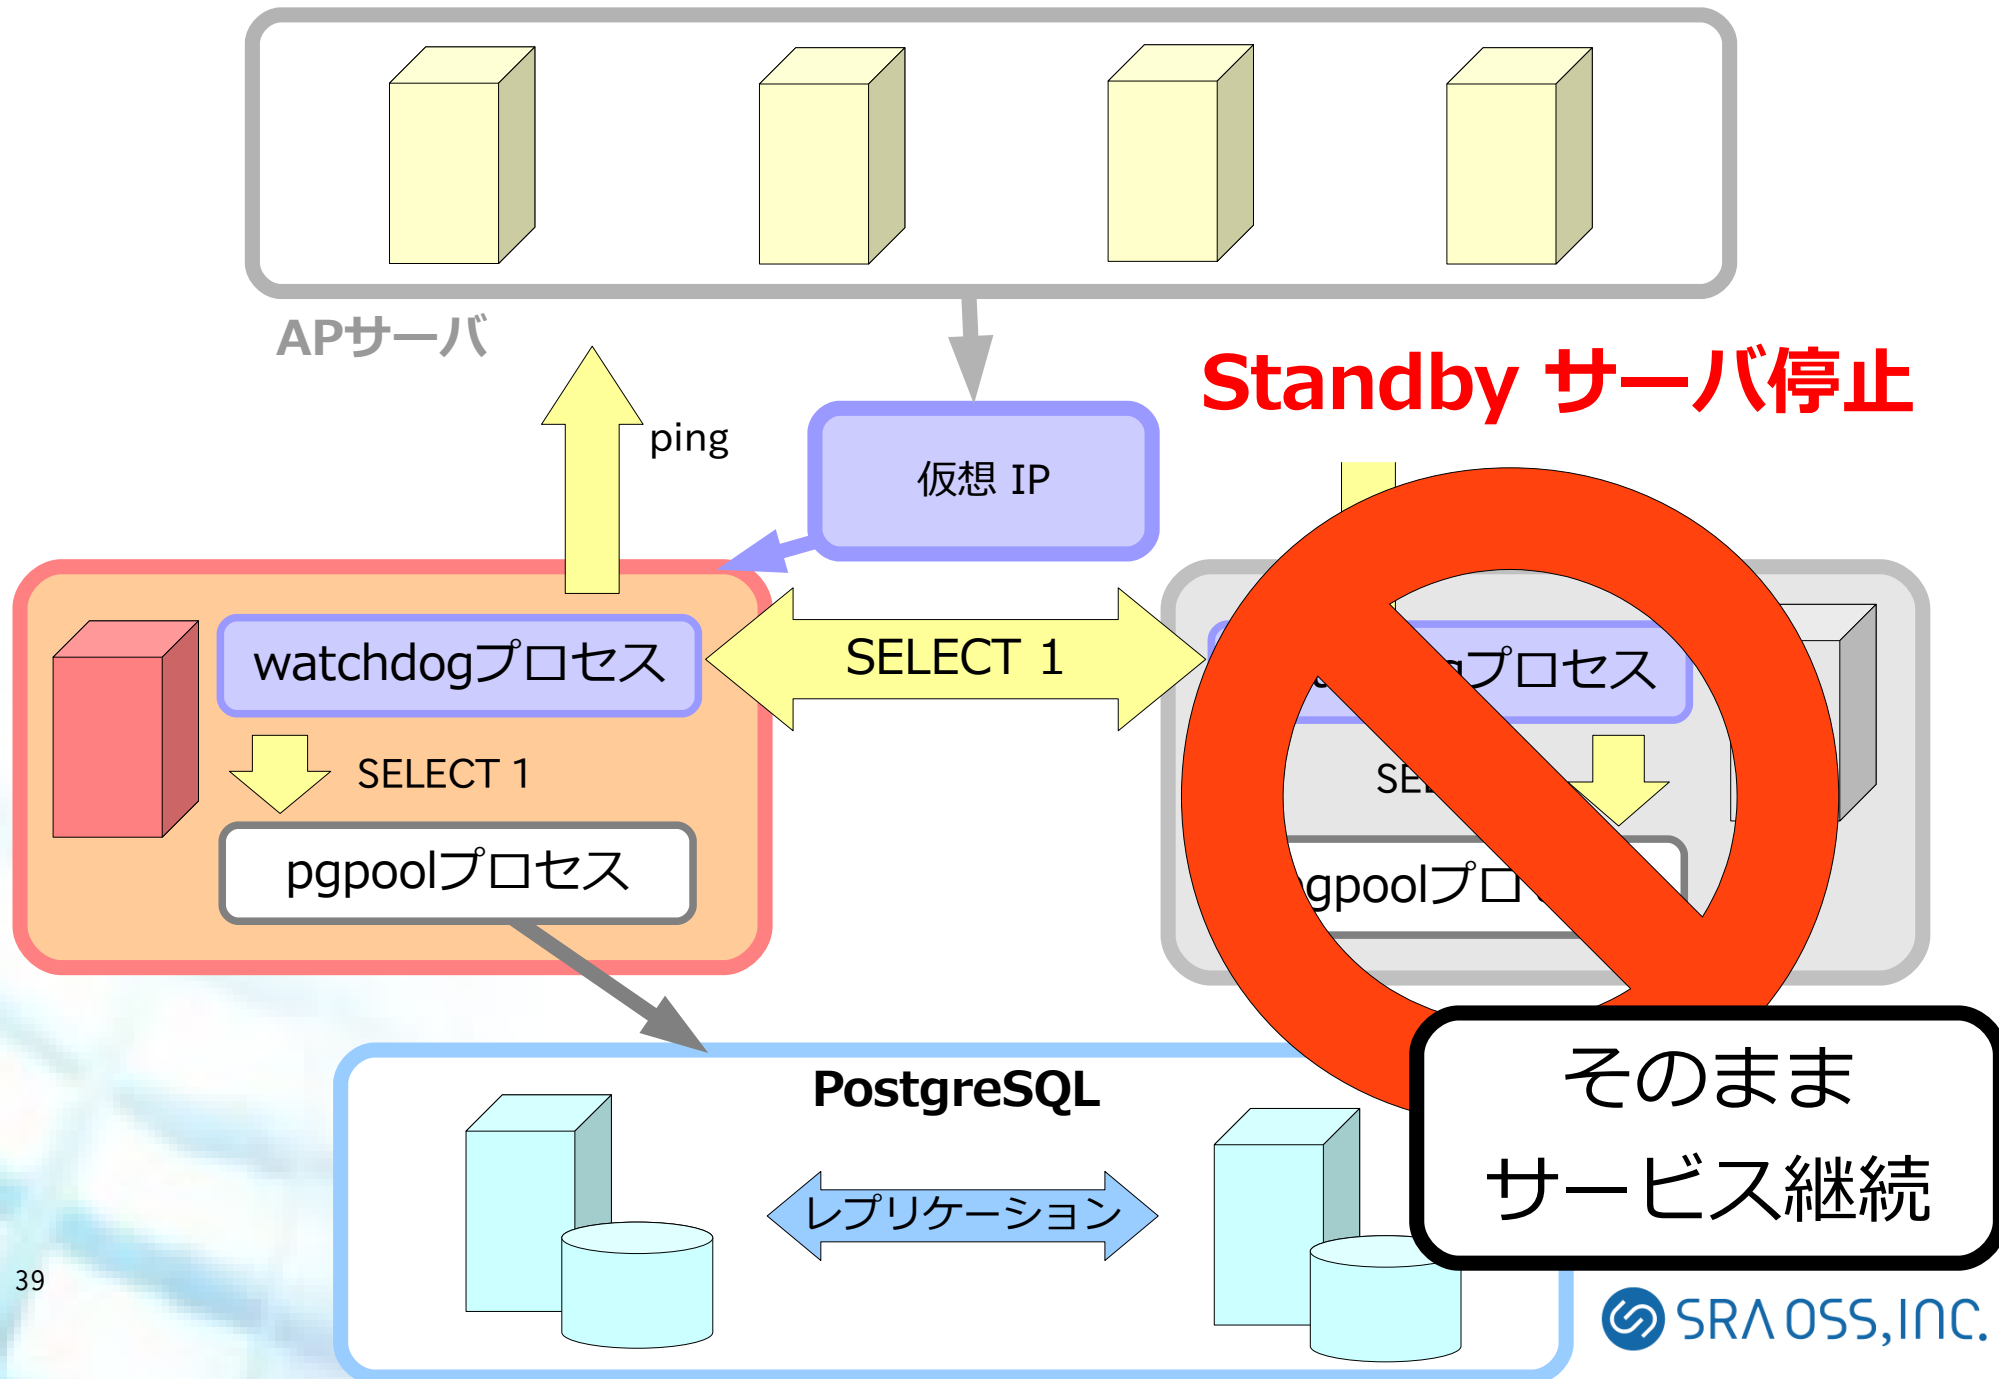 APサーバ
Standby サーバ停止
ping
仮想 IP
watchdogプロセス
SELECT 1
gプロセス
SELECT 1
SEL
pgpoolプロセス
gpoolプロ
PostgreSQL
そのまま
サービス継続
レプリケーション
39
SRA OSS, INC.